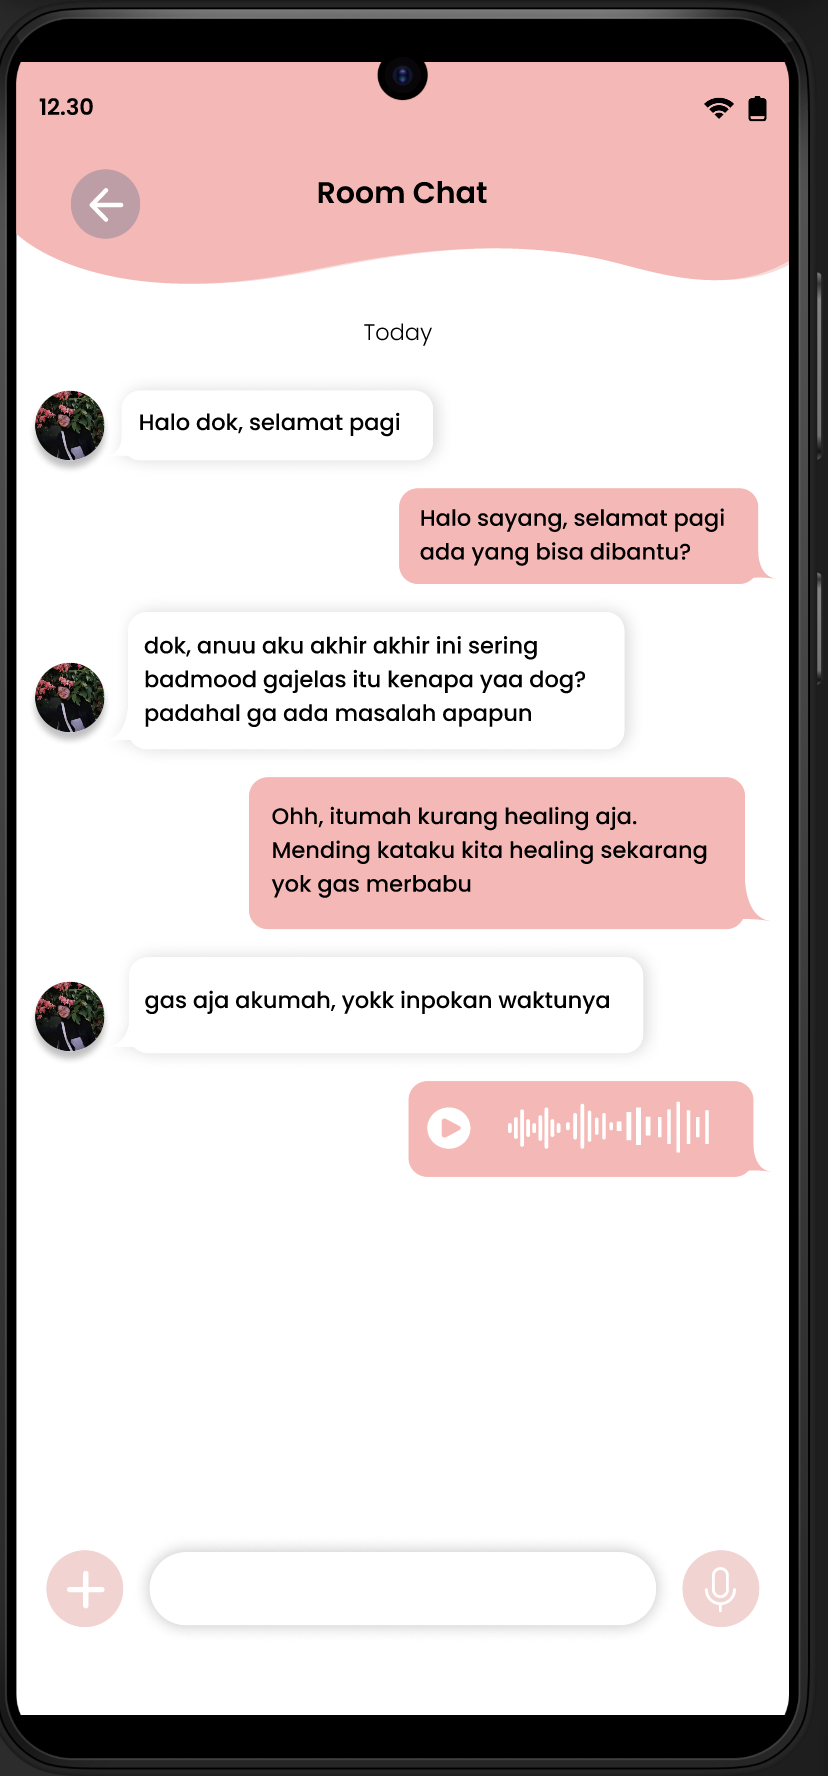 12.30
Room Chat
Today
Halo dok, selamat pagi
Halo sayang, selamat pagi
ada yang bisa dibantu?
dok, anuu aku akhir akhir ini sering
badmood gajelas itu kenapa yaa dog?
padahal ga ada masalah apapun
Ohh, itumah kurang healing aja.
Mending kataku kita healing sekarang
yok gas merbabu
gas aja akumah, yokk inpokan waktunya